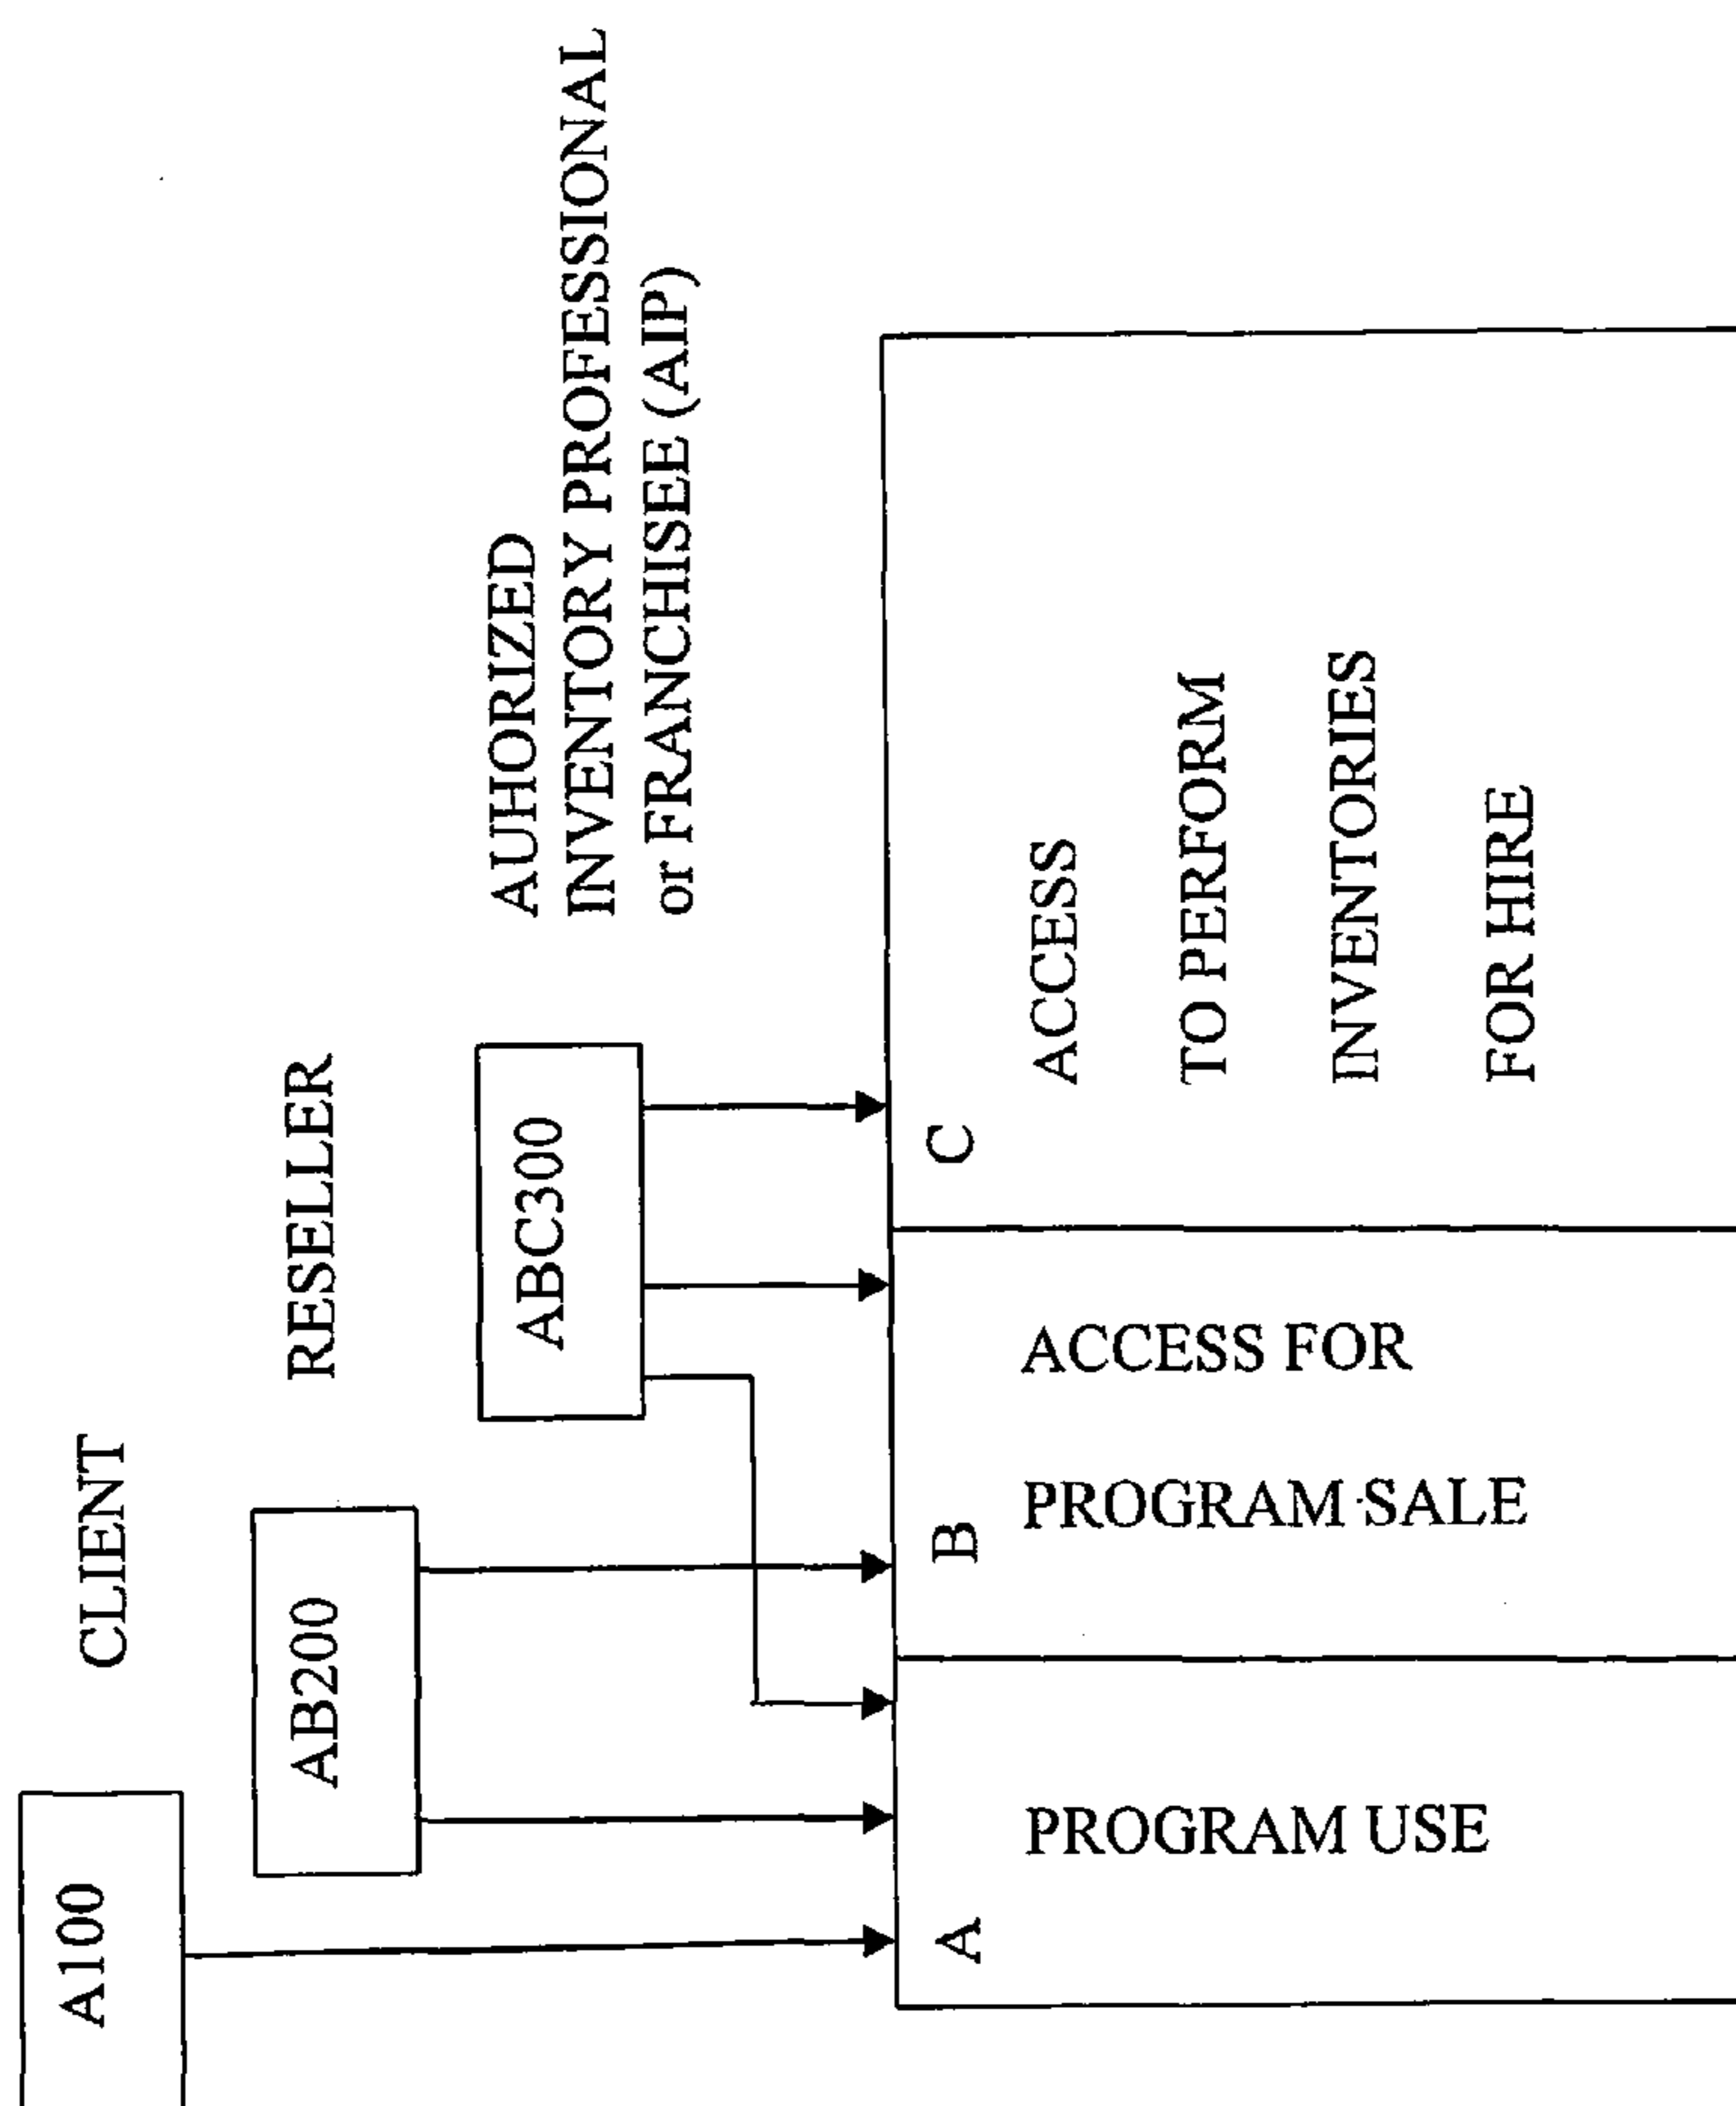 A100
CLIENT
AB200
RESELLER
ABC300
AUHORIZED
INVENTORY PROFESSIONAL
or FRANCHISEE (AIP)
A
PROGRAM USE
B
ACCESS FOR
PROGRAM SALE
C
ACCESS
TO PERFORM
INVENTORIES
FOR HIRE